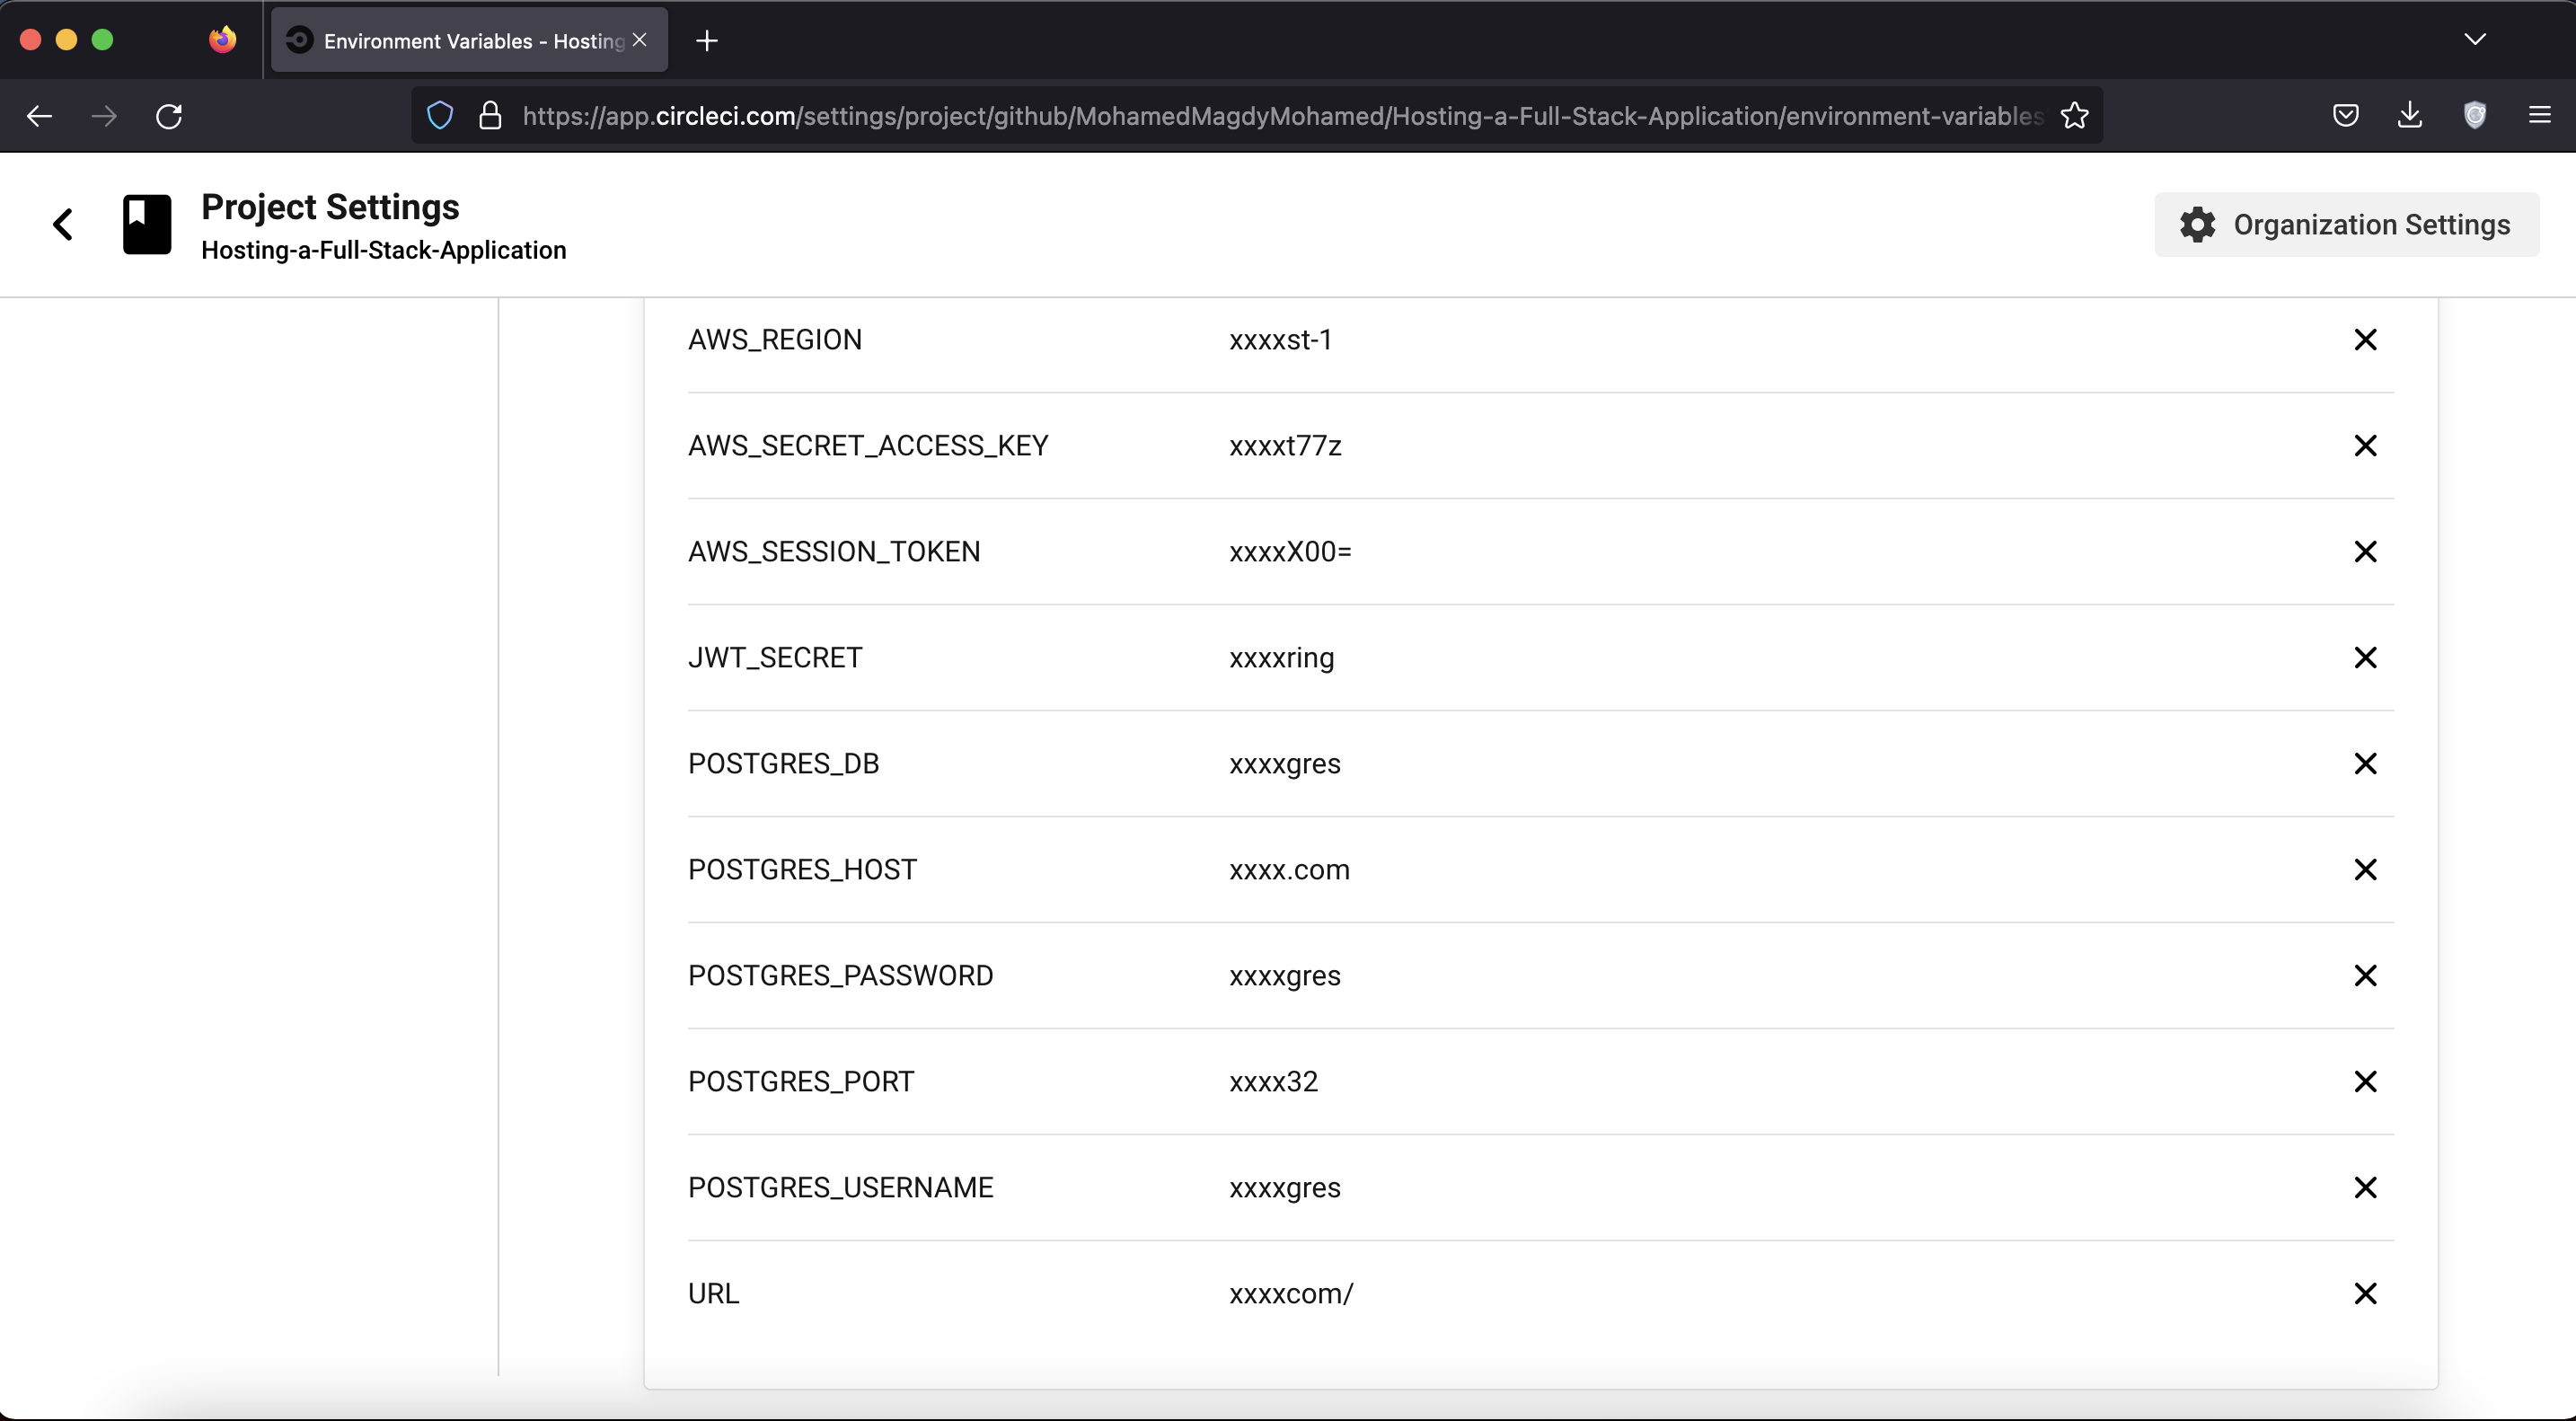 Environment Variables - Hosting
https://app.circleci.com/settings/project/github/MohamedMagdyMohamed/Hosting-a-Full-Stack-Application/environment-variables
Project Settings
Hosting-a-Full-Stack-Application
Organization Settings
AWS_REGION xxxxst-1
AWS_SECRET_ACCESS_KEY xxxxt77z
AWS_SESSION_TOKEN xxxxX00=
JWT_SECRET xxxxring
POSTGRES_DB xxxxgres
POSTGRES_HOST xxxx.com
POSTGRES_PASSWORD xxxxgres
POSTGRES_PORT xxxx32
POSTGRES_USERNAME xxxxgres
URL xxxxcom/